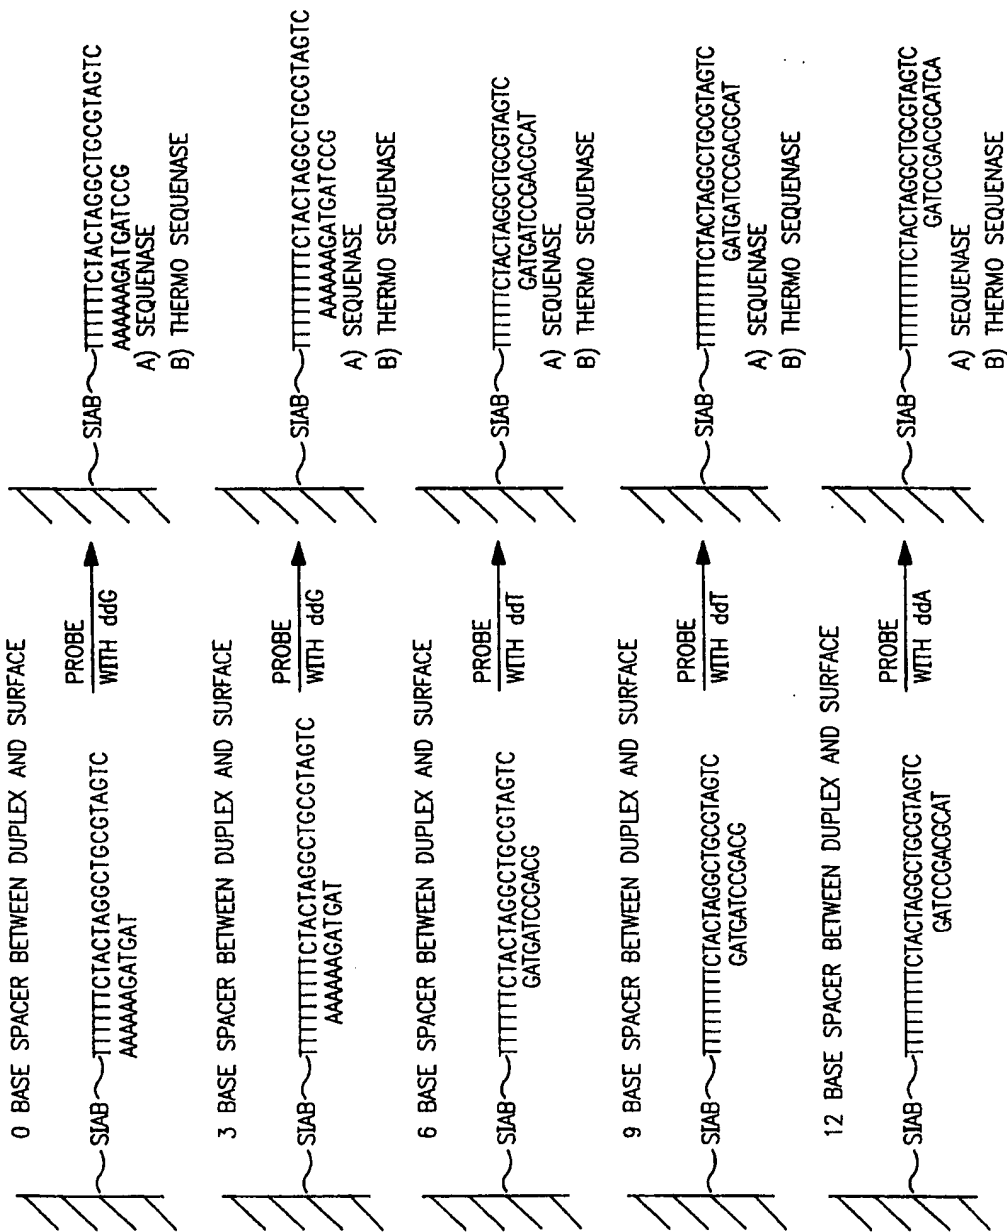 0 BASE SPACER BETWEEN DUPLEX AND SURFACE
SIAB TTTTTTCTACTAGGCTGCGTAGTC
AAAAAGATGAT
PROBE
WITH ddG
SIAB TTTTTTCTACTAGGCTGCGTAGTC
AAAAAGATGATCCG
A) SEQUENASE
B) THERMO SEQUENASE
3 BASE SPACER BETWEEN DUPLEX AND SURFACE
SIAB TTTTTTTTTCTACTAGGCTGCGTAGTC
AAAAAGATGAT
PROBE
WITH ddG
SIAB TTTTTTTTTCTACTAGGCTGCGTAGTC
AAAAAGATGATCCG
A) SEQUENASE
B) THERMO SEQUENASE
6 BASE SPACER BETWEEN DUPLEX AND SURFACE
SIAB TTTTTTCTACTAGGCTGCGTAGTC
GATGATCCGACG
PROBE
WITH ddT
SIAB TTTTTTCTACTAGGCTGCGTAGTC
GATGATCCGACGCAT
A) SEQUENASE
B) THERMO SEQUENASE
9 BASE SPACER BETWEEN DUPLEX AND SURFACE
SIAB TTTTTTTTTCTACTAGGCTGCGTAGTC
GATGATCCGACG
PROBE
WITH ddT
SIAB TTTTTTTTTCTACTAGGCTGCGTAGTC
GATGATCCGACGCAT
A) SEQUENASE
B) THERMO SEQUENASE
12 BASE SPACER BETWEEN DUPLEX AND SURFACE
SIAB TTTTTTTTTCTACTAGGCTGCGTAGTC
GATCCGACGCAT
PROBE
WITH ddA
SIAB TTTTTTTTTCTACTAGGCTGCGTAGTC
GATCCGACGCATCA
A) SEQUENASE
B) THERMO SEQUENASE